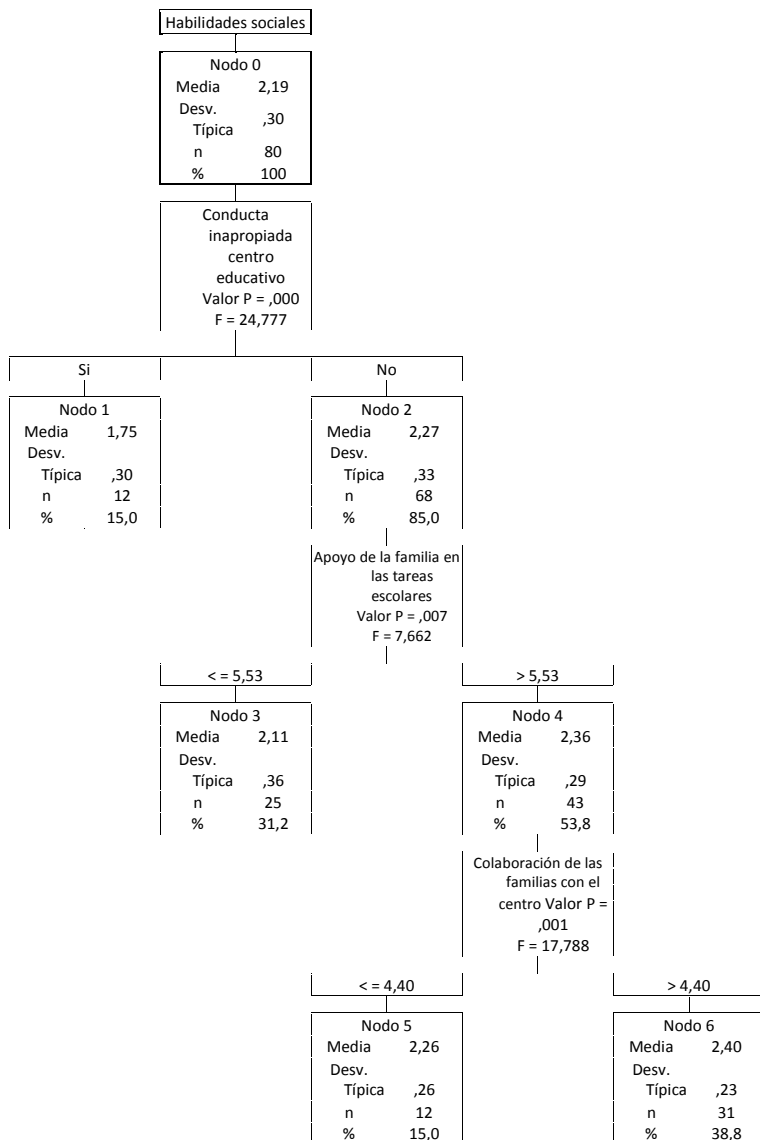 Habilidades sociales
Nodo 0
Media 2,19
Desv.
Típica ,30
n 80
% 100
Conducta
inapropiada
centro
educativo
Valor P = ,000
F = 24,777
Si
No
Nodo 1
Media 1,75
Desv.
Típica ,30
n 12
% 15,0
Nodo 2
Media 2,27
Desv.
Típica ,33
n 68
% 85,0
Apoyo de la familia en
las tareas
escolares
Valor P = ,007
F = 7,662
< = 5,53
> 5,53
Nodo 3
Media 2,11
Desv.
Típica ,36
n 25
% 31,2
Nodo 4
Media 2,36
Desv.
Típica ,29
n 43
% 53,8
Colaboración de las
familias con el
centro Valor P =
,001
F = 17,788
< = 4,40
> 4,40
Nodo 5
Media 2,26
Desv.
Típica ,26
n 12
% 15,0
Nodo 6
Media 2,40
Desv.
Típica ,23
n 31
% 38,8